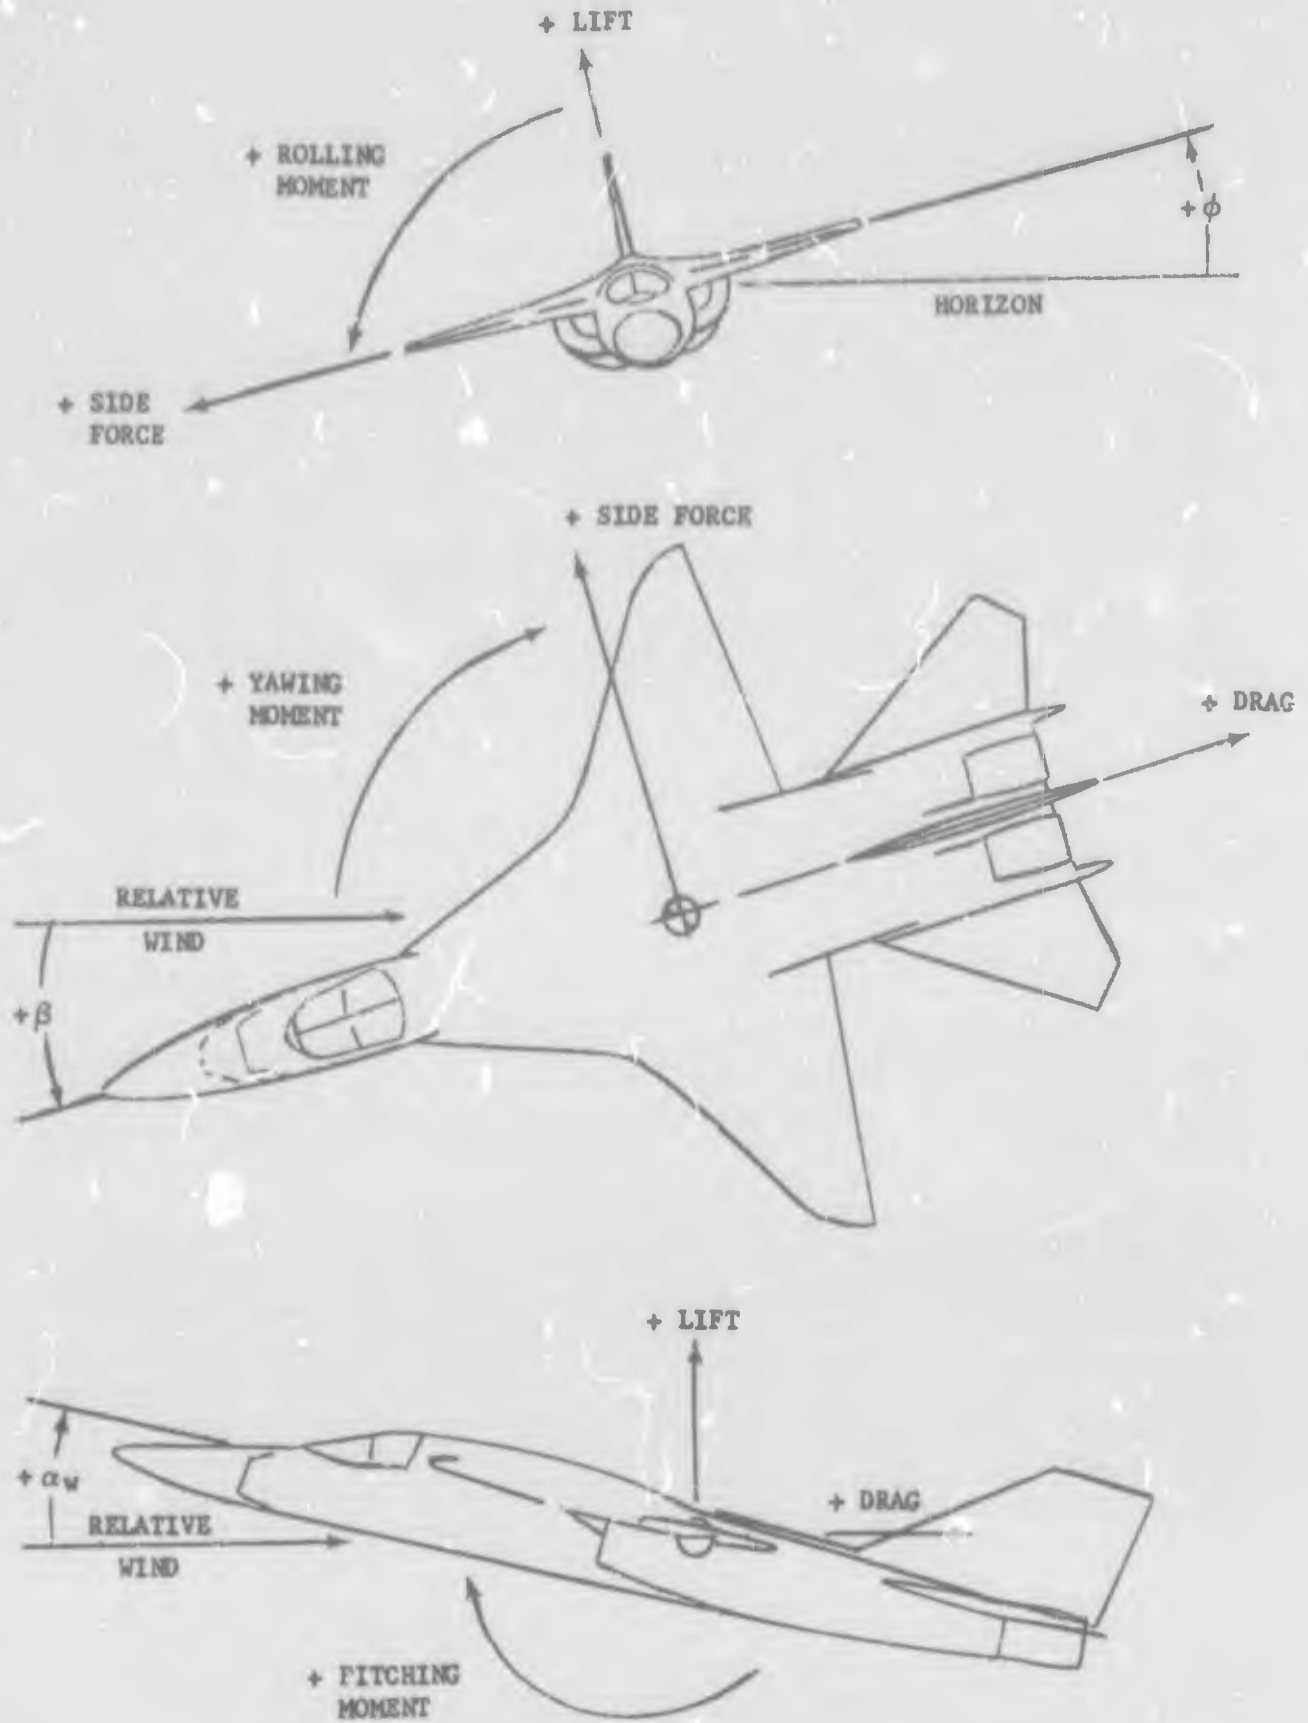 + LIFT
+ ROLLING
MOMENT
+ ϕ
HORIZON
+ SIDE
FORCE
+ SIDE FORCE
+ YAWING
MOMENT
+ DRAG
RELATIVE
WIND
+ β
+ LIFT
+ αw
+ DRAG
RELATIVE
WIND
+ PITCHING
MOMENT